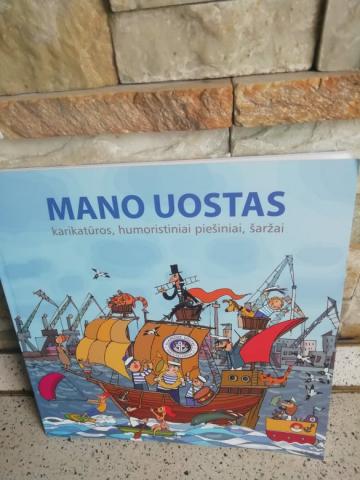 MANO UOSTAS
karikatūros, humoristiniai piešiniai, šaržai